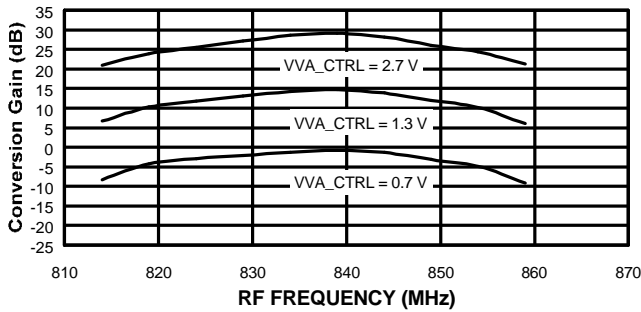 Conversion Gain (dB)
35
30
25
20
15
10
5
0
-5
-10
-15
-20
-25
VVA_CTRL = 2.7 V
VVA_CTRL = 1.3 V
VVA_CTRL = 0.7 V
810 820 830 840 850 860 870
RF FREQUENCY (MHz)